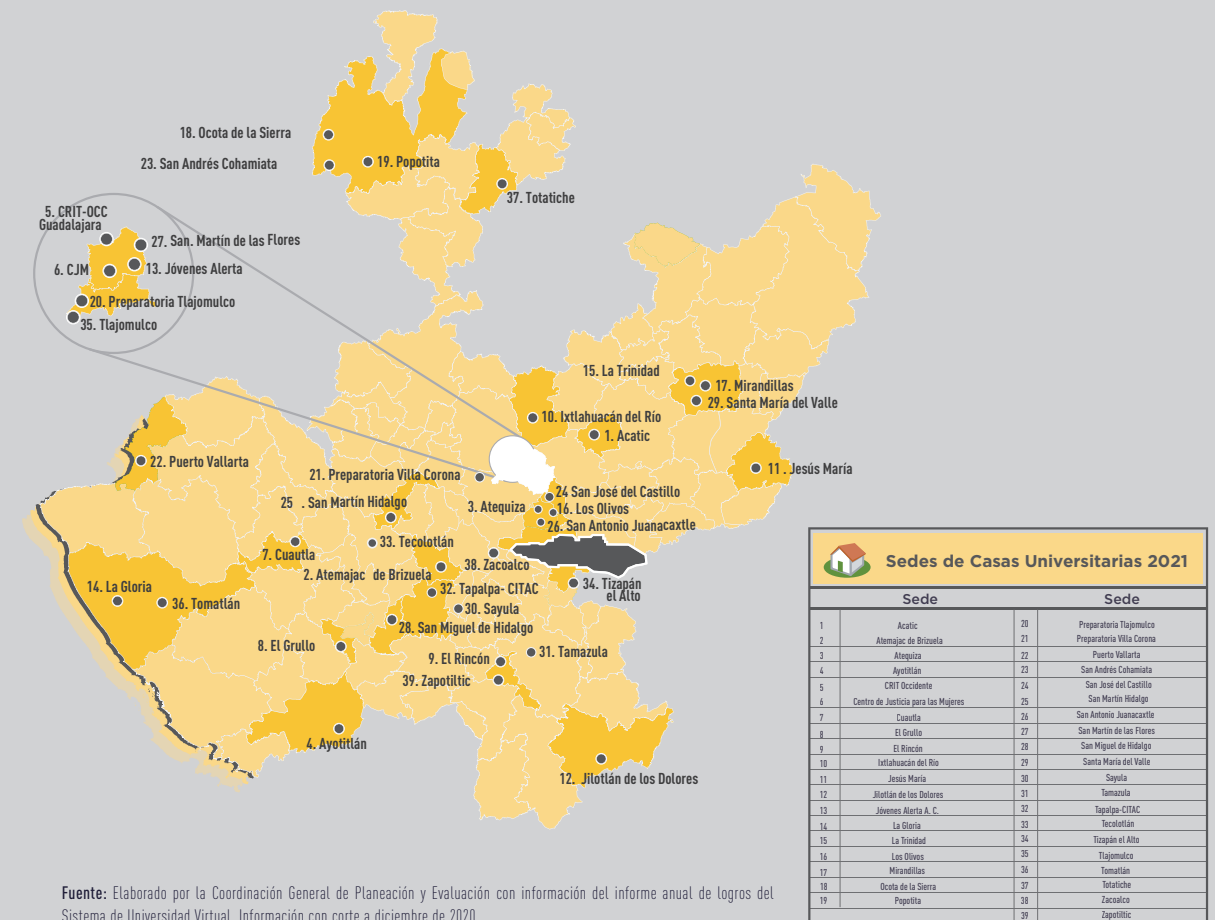 18. Ocota de la Sierra
23. San Andrés Cohamiata
19. Popotita
37. Totatiche
5. CRIT-OCC
Guadalajara
27. San. Martín de las Flores
6. CJM
13. Jóvenes Alerta
20. Preparatoria Tlajomulco
35. Tlajomulco
15. La Trinidad
17. Mirandillas
29. Santa María del Valle
10. Ixtlahuacán del Río
1. Acatic
11 . Jesús María
22. Puerto Vallarta
21. Preparatoria Villa Corona
24 San José del Castillo
25 . San Martín Hidalgo
3. Atequiza
16. Los Olivos
26. San Antonio Juanacaxtle
33. Tecolotlán
7. Cuautla
38. Zacoalco
2. Atemajac de Brizuela
34. Tizapán
el Alto
14. La Gloria
36. Tomatlán
32. Tapalpa- CITAC
30. Sayula
28. San Miguel de Hidalgo
8. El Grullo
9. El Rincón
31. Tamazula
39. Zapotiltic
4. Ayotitlán
12. Jilotlán de los Dolores
Sedes de Casas Universitarias 2021
Sede Sede
1 Acatic 20 Preparatoria Tlajomulco
2 Atemajac de Brizuela 21 Preparatoria Villa Corona
3 Atequiza 22 Puerto Vallarta
4 Ayotitlán 23 San Andrés Cohamiata
5 CRIT Occidente 24 San José del Castillo
6 Centro de Justicia para las Mujeres 25 San Martín Hidalgo
7 Cuautla 26 San Antonio Juanacaxtle
8 El Grullo 27 San Martín de las Flores
9 El Rincón 28 San Miguel de Hidalgo
10 Ixtlahuacán del Río 29 Santa María del Valle
11 Jesús María 30 Sayula
12 Jilotlán de los Dolores 31 Tamazula
13 Jóvenes Alerta A. C. 32 Tapalpa-CITAC
14 La Gloria 33 Tecolotlán
15 La Trinidad 34 Tizapán el Alto
16 Los Olivos 35 Tlajomulco
17 Mirandillas 36 Tomatlán
18 Ocota de la Sierra 37 Totatiche
19 Popotita 38 Zacoalco
39 Zapotiltic
Fuente: Elaborado por la Coordinación General de Planeación y Evaluación con información del informe anual de logros del
Sistema de Universidad Virtual. Información con corte a diciembre de 2020